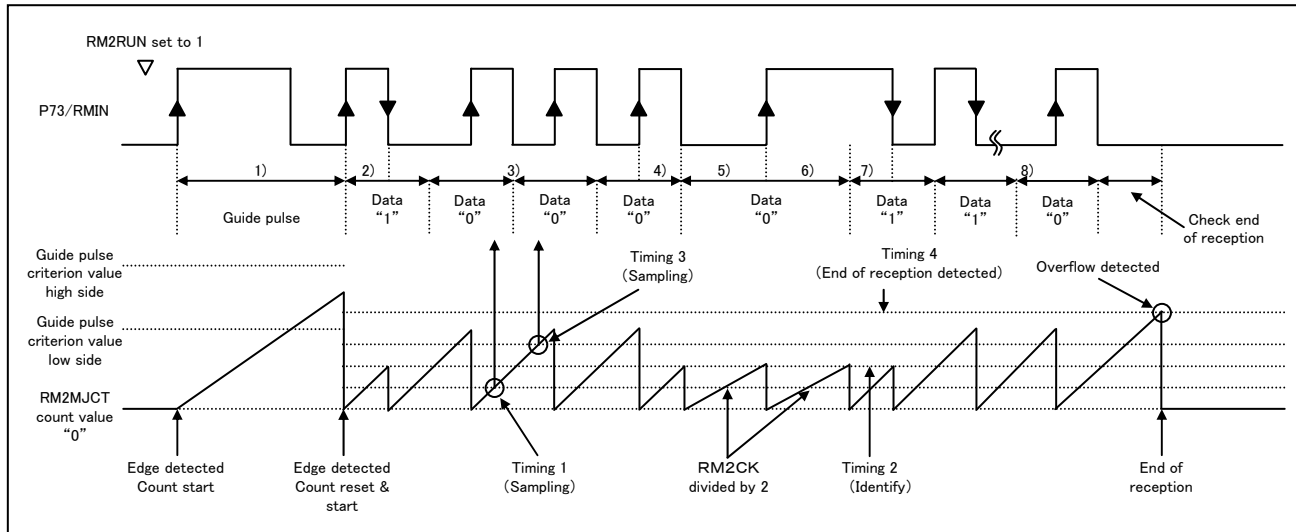 RM2RUN set to 1
P73/RMIN
1)
2)
3)
4)
5)
6)
7)
8)
Guide pulse
Data
“1”
Data
“0”
Data
“0”
Data
“0”
Data
“0”
Data
“1”
Data
“1”
Data
“0”
Check end
of reception
Guide pulse
criterion value
high side
Timing 3
(Sampling)
Timing 4
(End of reception detected)
Overflow detected
Guide pulse
criterion value
low side
RM2MJCT
count value
“0”
Edge detected
Count start
Edge detected
Count reset &
start
Timing 1
(Sampling)
RM2CK
divided by 2
Timing 2
(Identify)
End of
reception